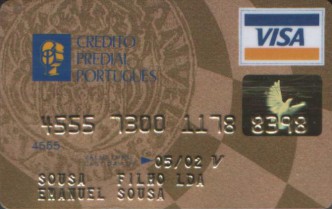 VISA
CREDITO
PREDIAL
PORTUGUES
4555 7300 1178 8398
4555
05/02 V
SOUSA FILHO LDA
EMANUEL SOUSA